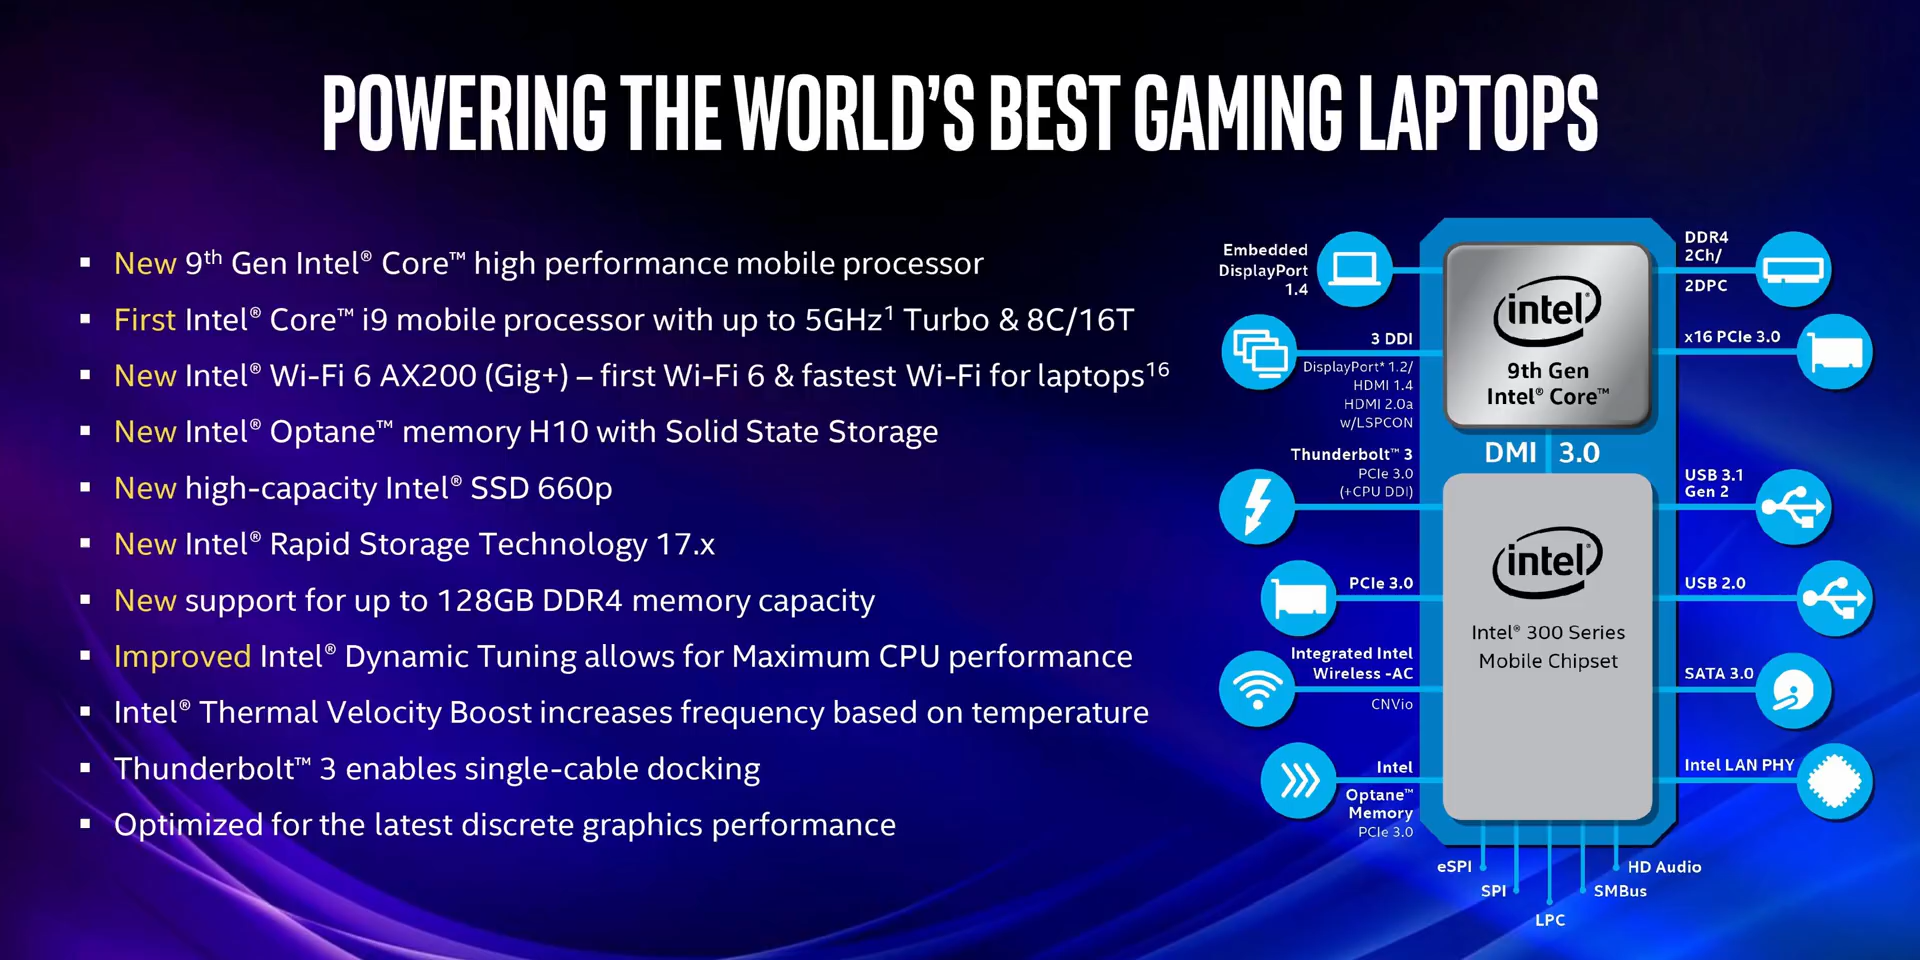 POWERING THE WORLD'S BEST GAMING LAPTOPS
▪ New 9th Gen Intel® Core™ high performance mobile processor
▪ First Intel® Core™ i9 mobile processor with up to 5GHz¹ Turbo & 8C/16T
▪ New Intel® Wi-Fi 6 AX200 (Gig+) – first Wi-Fi 6 & fastest Wi-Fi for laptops¹⁶
▪ New Intel® Optane™ memory H10 with Solid State Storage
▪ New high-capacity Intel® SSD 660p
▪ New Intel® Rapid Storage Technology 17.x
▪ New support for up to 128GB DDR4 memory capacity
▪ Improved Intel® Dynamic Tuning allows for Maximum CPU performance
▪ Intel® Thermal Velocity Boost increases frequency based on temperature
▪ Thunderbolt™ 3 enables single-cable docking
▪ Optimized for the latest discrete graphics performance
Embedded
DisplayPort
1.4
3 DDI
DisplayPort* 1.2/
HDMI 1.4
HDMI 2.0a
w/LSPCON
Thunderbolt™ 3
PCIe 3.0
(+CPU DDI)
PCIe 3.0
Integrated Intel
Wireless -AC
CNVio
Intel
Optane™
Memory
PCIe 3.0
intel®
9th Gen
Intel® Core™
DMI 3.0
intel®
Intel® 300 Series
Mobile Chipset
DDR4
2Ch/
2DPC
x16 PCIe 3.0
USB 3.1
Gen 2
USB 2.0
SATA 3.0
Intel LAN PHY
eSPI
SPI
LPC
SMBus
HD Audio